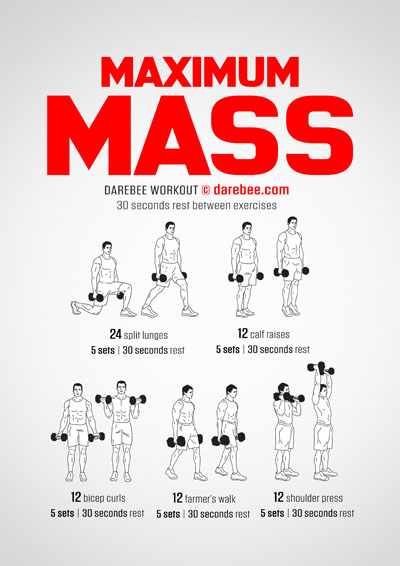 MAXIMUM
MASS
DAREBEE WORKOUT © darebee.com
30 seconds rest between exercises
24 split lunges
5 sets | 30 seconds rest
12 calf raises
5 sets | 30 seconds rest
12 bicep curls
5 sets | 30 seconds rest
12 farmer's walk
5 sets | 30 seconds rest
12 shoulder press
5 sets | 30 seconds rest